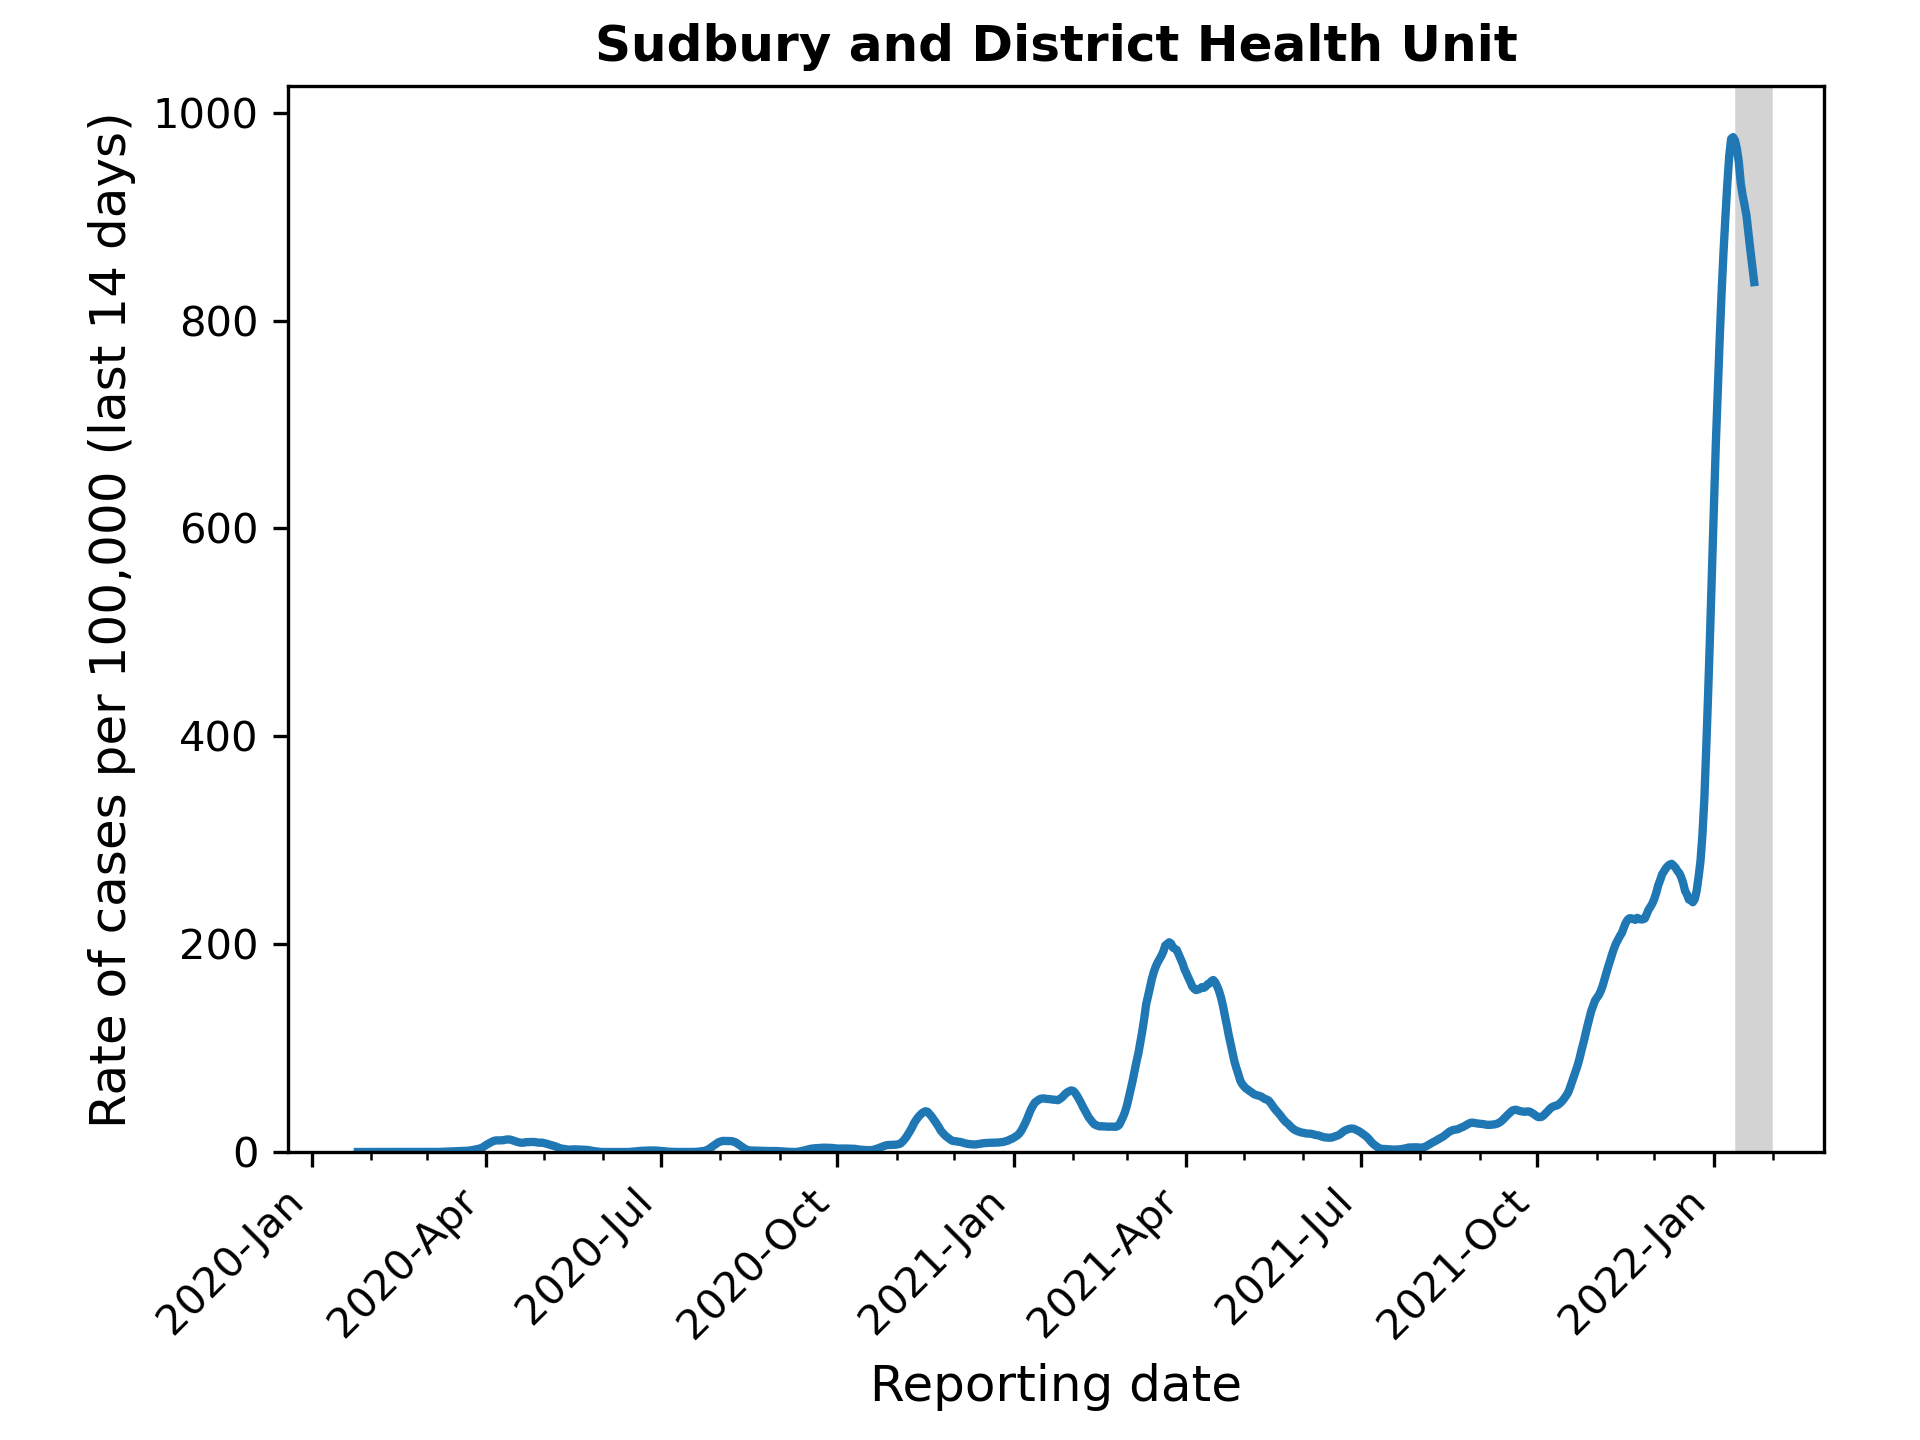 Sudbury and District Health Unit
Rate of cases per 100,000 (last 14 days)
1000
800
600
400
200
0
2020-Jan
2020-Apr
2020-Jul
2020-Oct
2021-Jan
2021-Apr
2021-Jul
2021-Oct
2022-Jan
Reporting date